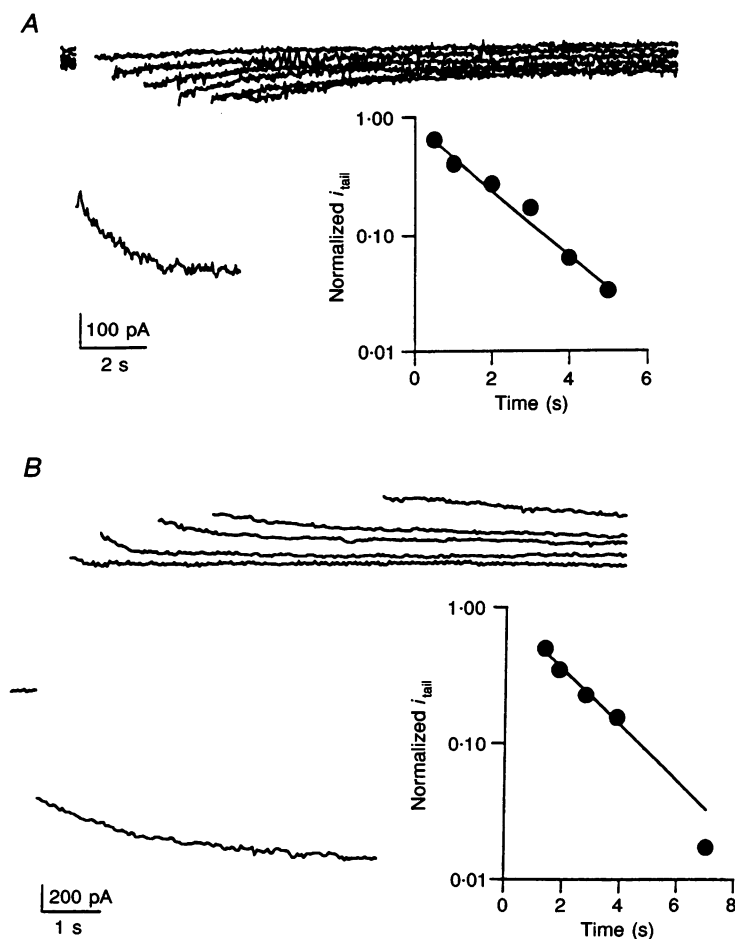 A
1·00
0·10
0·01
Normalized i_tail
0 2 4 6
Time (s)
100 pA
2 s
B
1·00
0·10
0·01
Normalized i_tail
0 2 4 6 8
Time (s)
200 pA
1 s